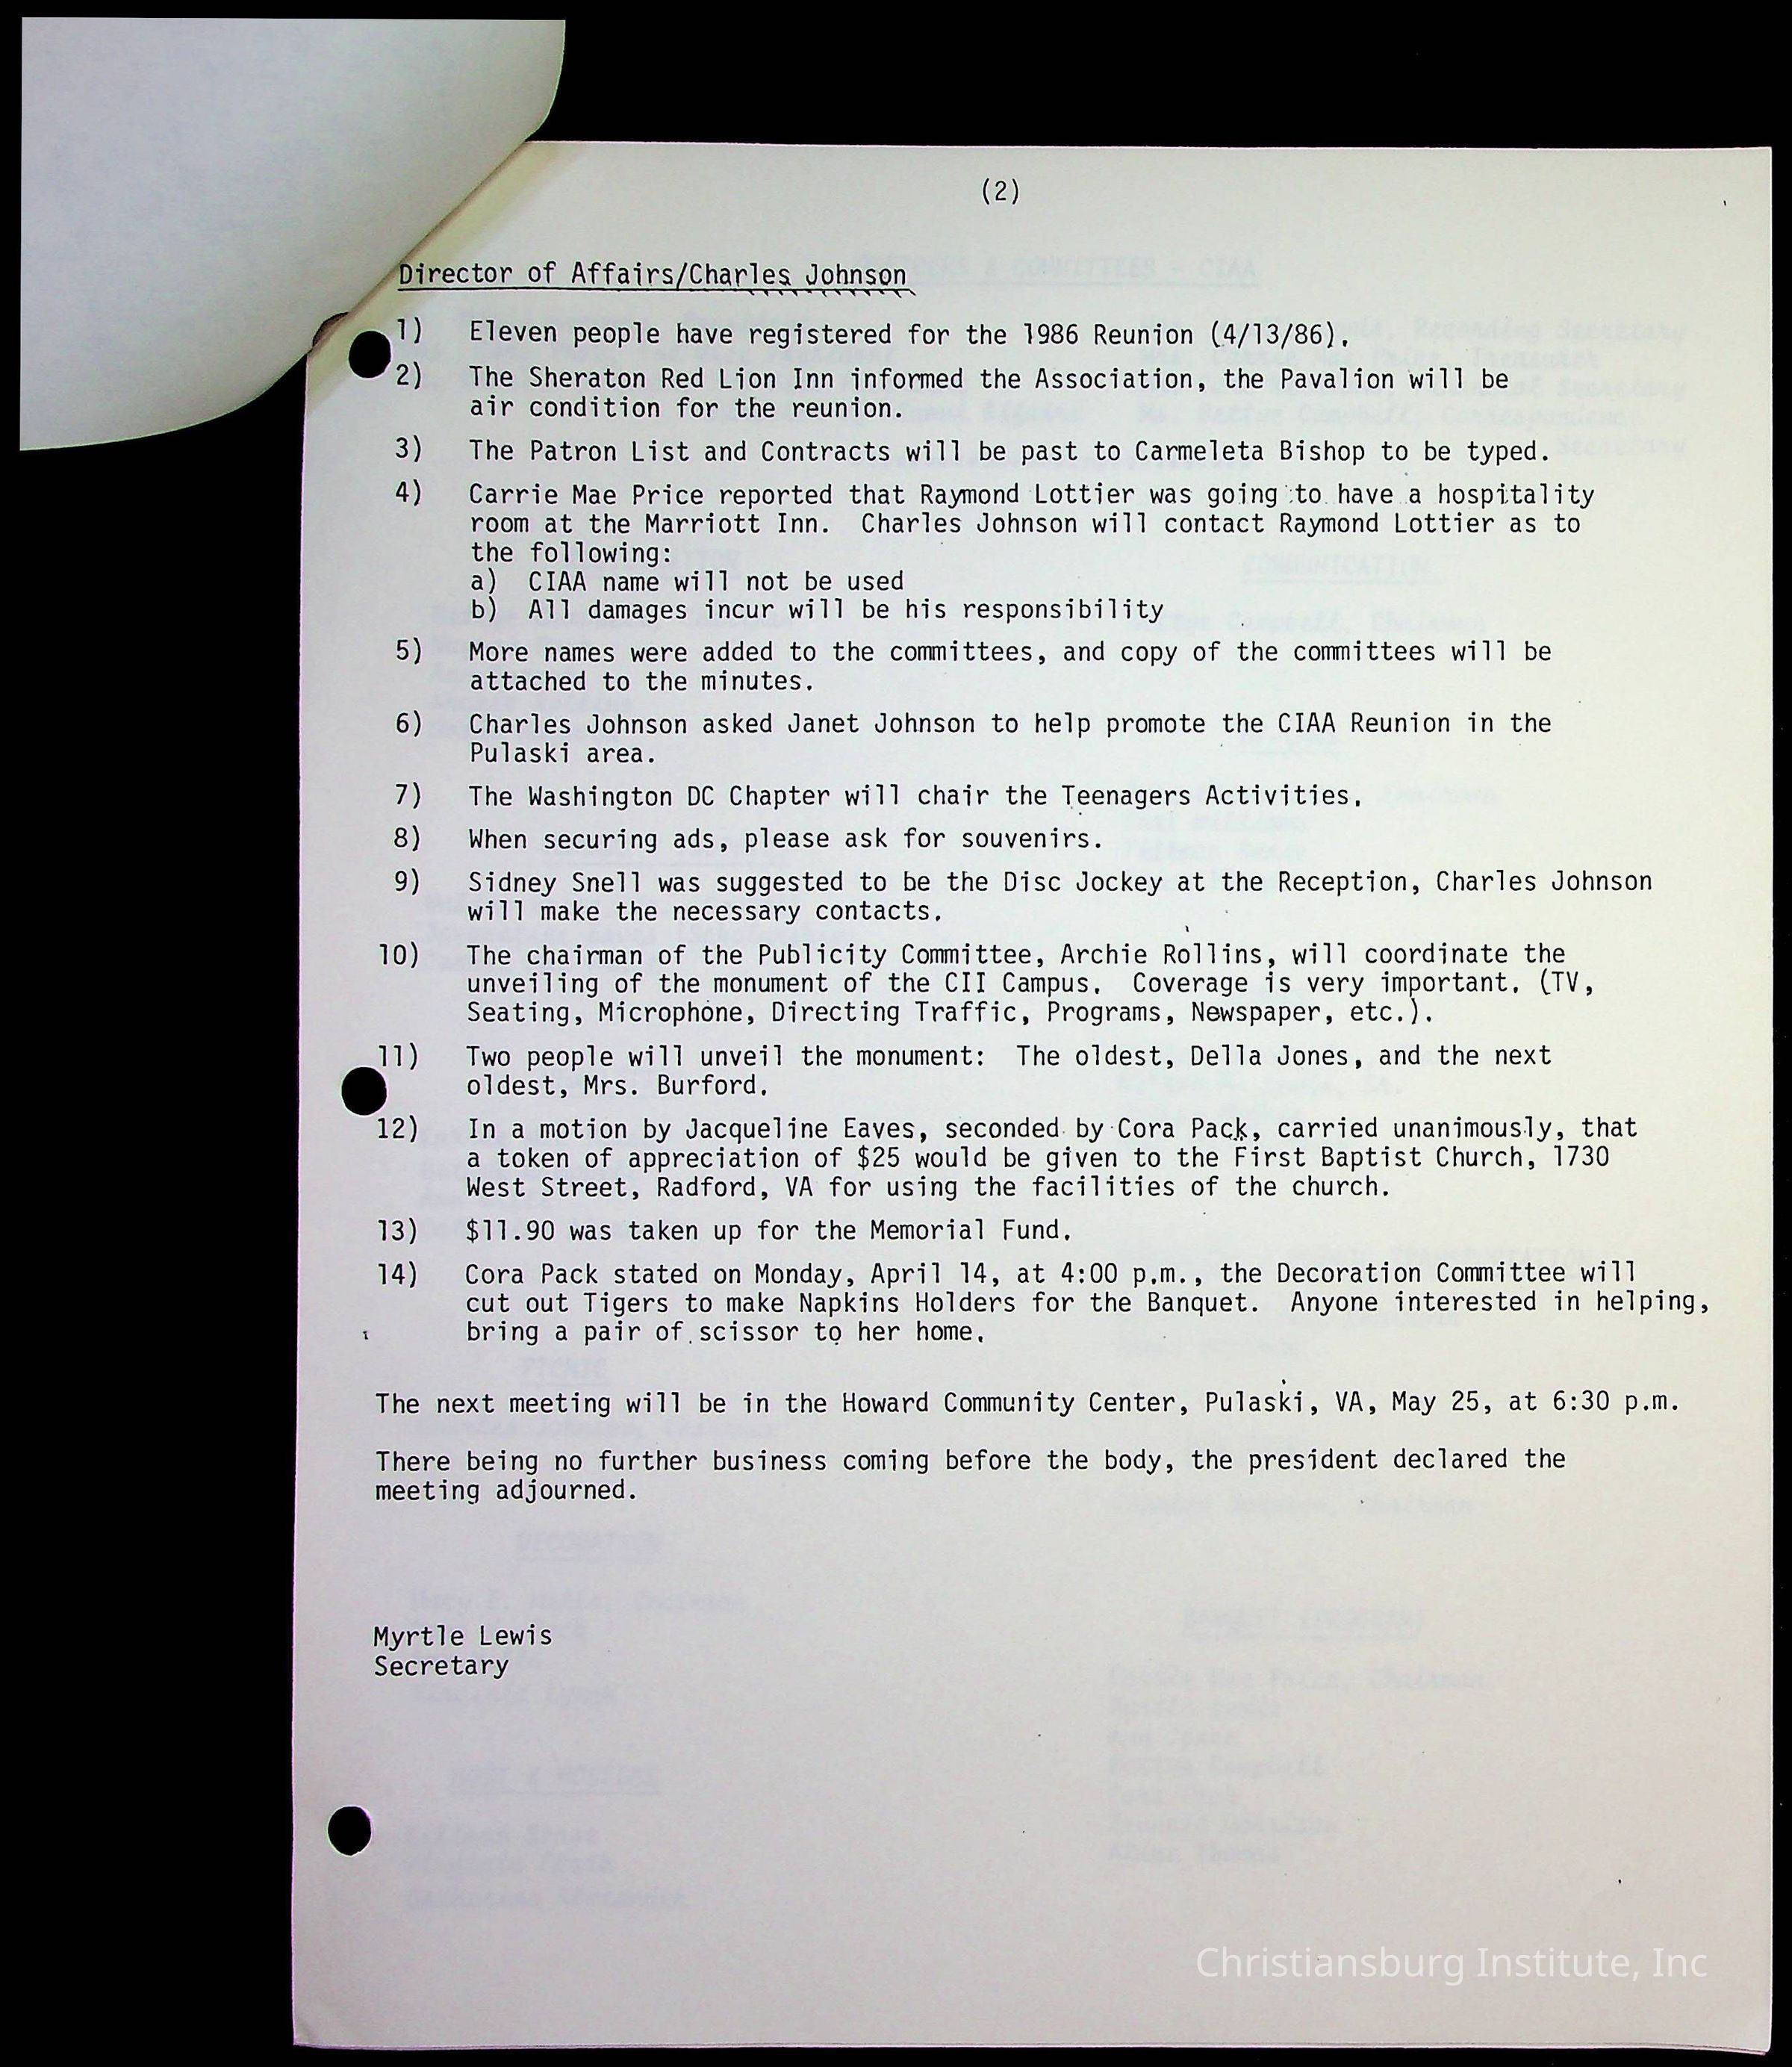 (2)
Director of Affairs/Charles Johnson
1) Eleven people have registered for the 1986 Reunion (4/13/86).
2) The Sheraton Red Lion Inn informed the Association, the Pavalion will be
air condition for the reunion.
3) The Patron List and Contracts will be past to Carmeleta Bishop to be typed.
4) Carrie Mae Price reported that Raymond Lottier was going to have a hospitality
room at the Marriott Inn. Charles Johnson will contact Raymond Lottier as to
the following:
a) CIAA name will not be used
b) All damages incur will be his responsibility
5) More names were added to the committees, and copy of the committees will be
attached to the minutes.
6) Charles Johnson asked Janet Johnson to help promote the CIAA Reunion in the
Pulaski area.
7) The Washington DC Chapter will chair the Teenagers Activities.
8) When securing ads, please ask for souvenirs.
9) Sidney Snell was suggested to be the Disc Jockey at the Reception, Charles Johnson
will make the necessary contacts.
10) The chairman of the Publicity Committee, Archie Rollins, will coordinate the
unveiling of the monument of the CII Campus. Coverage is very important. (TV,
Seating, Microphone, Directing Traffic, Programs, Newspaper, etc.).
11) Two people will unveil the monument: The oldest, Della Jones, and the next
oldest, Mrs. Burford.
12) In a motion by Jacqueline Eaves, seconded by Cora Pack, carried unanimously, that
a token of appreciation of $25 would be given to the First Baptist Church, 1730
West Street, Radford, VA for using the facilities of the church.
13) $11.90 was taken up for the Memorial Fund.
14) Cora Pack stated on Monday, April 14, at 4:00 p.m., the Decoration Committee will
cut out Tigers to make Napkins Holders for the Banquet. Anyone interested in helping,
bring a pair of scissor to her home.
The next meeting will be in the Howard Community Center, Pulaski, VA, May 25, at 6:30 p.m.
There being no further business coming before the body, the president declared the
meeting adjourned.
Myrtle Lewis
Secretary
Christiansburg Institute, Inc